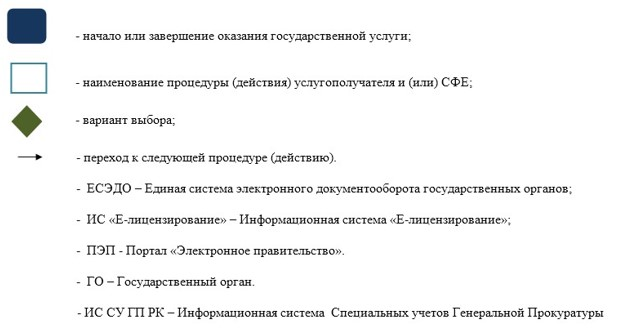 - начало или завершение оказания государственной услуги;
- наименование процедуры (действия) услугополучателя и (или) СФЕ;
- вариант выбора;
- переход к следующей процедуре (действию).
- ЕСЭДО – Единая система электронного документооборота государственных органов;
- ИС «Е-лицензирование» – Информационная система «Е-лицензирование»;
- ПЭП - Портал «Электронное правительство».
- ГО – Государственный орган.
- ИС СУ ГП РК – Информационная система Специальных учетов Генеральной Прокуратуры